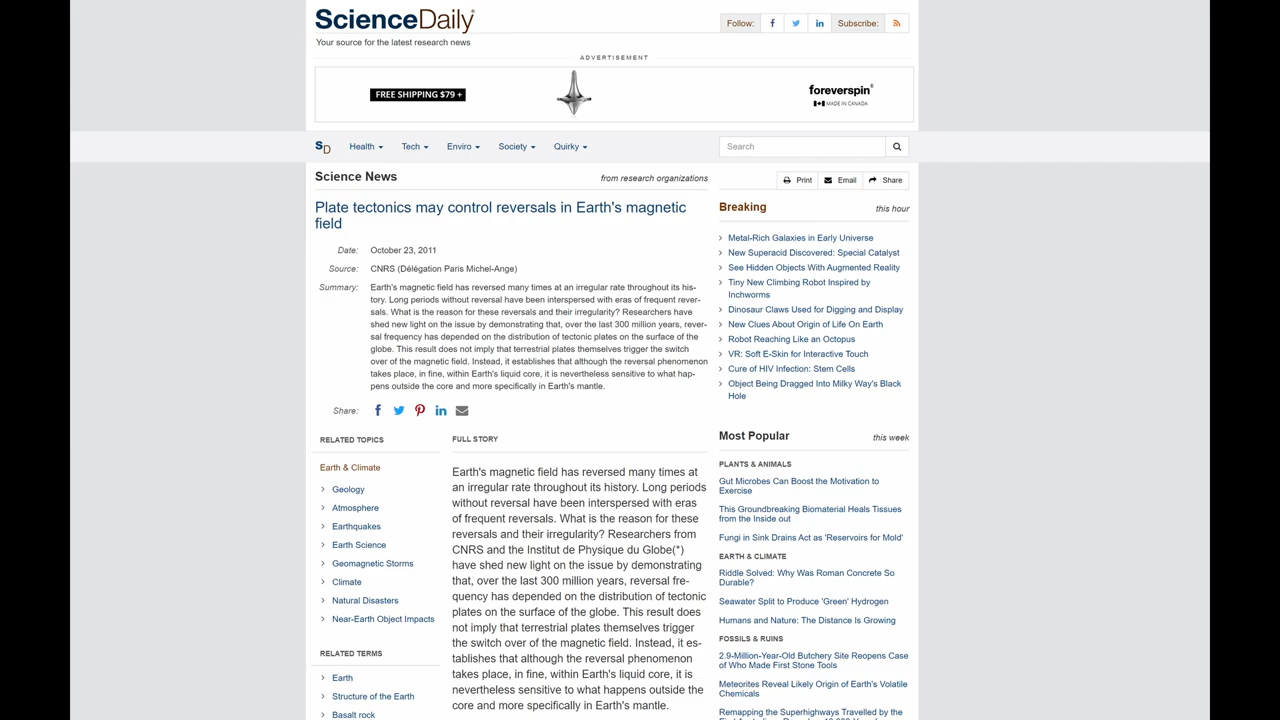 ScienceDaily
Your source for the latest research news
Follow:
Subscribe:
ADVERTISEMENT
FREE SHIPPING $79 +
foreverspin
MADE IN CANADA
SD
Health
Tech
Enviro
Society
Quirky
Search
Science News
from research organizations
Plate tectonics may control reversals in Earth's magnetic
field
Date: October 23, 2011
Source: CNRS (Délégation Paris Michel-Ange)
Summary: Earth's magnetic field has reversed many times at an irregular rate throughout its his-
tory. Long periods without reversal have been interspersed with eras of frequent rever-
sals. What is the reason for these reversals and their irregularity? Researchers have
shed new light on the issue by demonstrating that, over the last 300 million years, rever-
sal frequency has depended on the distribution of tectonic plates on the surface of the
globe. This result does not imply that terrestrial plates themselves trigger the switch
over of the magnetic field. Instead, it establishes that although the reversal phenomenon
takes place, in fine, within Earth's liquid core, it is nevertheless sensitive to what hap-
pens outside the core and more specifically in Earth's mantle.
Share:
RELATED TOPICS
Earth & Climate
Geology
Atmosphere
Earthquakes
Earth Science
Geomagnetic Storms
Climate
Natural Disasters
Near-Earth Object Impacts
RELATED TERMS
Earth
Structure of the Earth
Basalt rock
FULL STORY
Earth's magnetic field has reversed many times at
an irregular rate throughout its history. Long periods
without reversal have been interspersed with eras
of frequent reversals. What is the reason for these
reversals and their irregularity? Researchers from
CNRS and the Institut de Physique du Globe(*)
have shed new light on the issue by demonstrating
that, over the last 300 million years, reversal fre-
quency has depended on the distribution of tectonic
plates on the surface of the globe. This result does
not imply that terrestrial plates themselves trigger
the switch over of the magnetic field. Instead, it es-
tablishes that although the reversal phenomenon
takes place, in fine, within Earth's liquid core, it is
nevertheless sensitive to what happens outside the
core and more specifically in Earth's mantle.
Print
Email
Share
Breaking
this hour
Metal-Rich Galaxies in Early Universe
New Superacid Discovered: Special Catalyst
See Hidden Objects With Augmented Reality
Tiny New Climbing Robot Inspired by
Inchworms
Dinosaur Claws Used for Digging and Display
New Clues About Origin of Life On Earth
Robot Reaching Like an Octopus
VR: Soft E-Skin for Interactive Touch
Cure of HIV Infection: Stem Cells
Object Being Dragged Into Milky Way's Black
Hole
Most Popular
this week
PLANTS & ANIMALS
Gut Microbes Can Boost the Motivation to
Exercise
This Groundbreaking Biomaterial Heals Tissues
from the Inside out
Fungi in Sink Drains Act as 'Reservoirs for Mold'
EARTH & CLIMATE
Riddle Solved: Why Was Roman Concrete So
Durable?
Seawater Split to Produce 'Green' Hydrogen
Humans and Nature: The Distance Is Growing
FOSSILS & RUINS
2.9-Million-Year-Old Butchery Site Reopens Case
of Who Made First Stone Tools
Meteorites Reveal Likely Origin of Earth's Volatile
Chemicals
Remapping the Superhighways Travelled by the